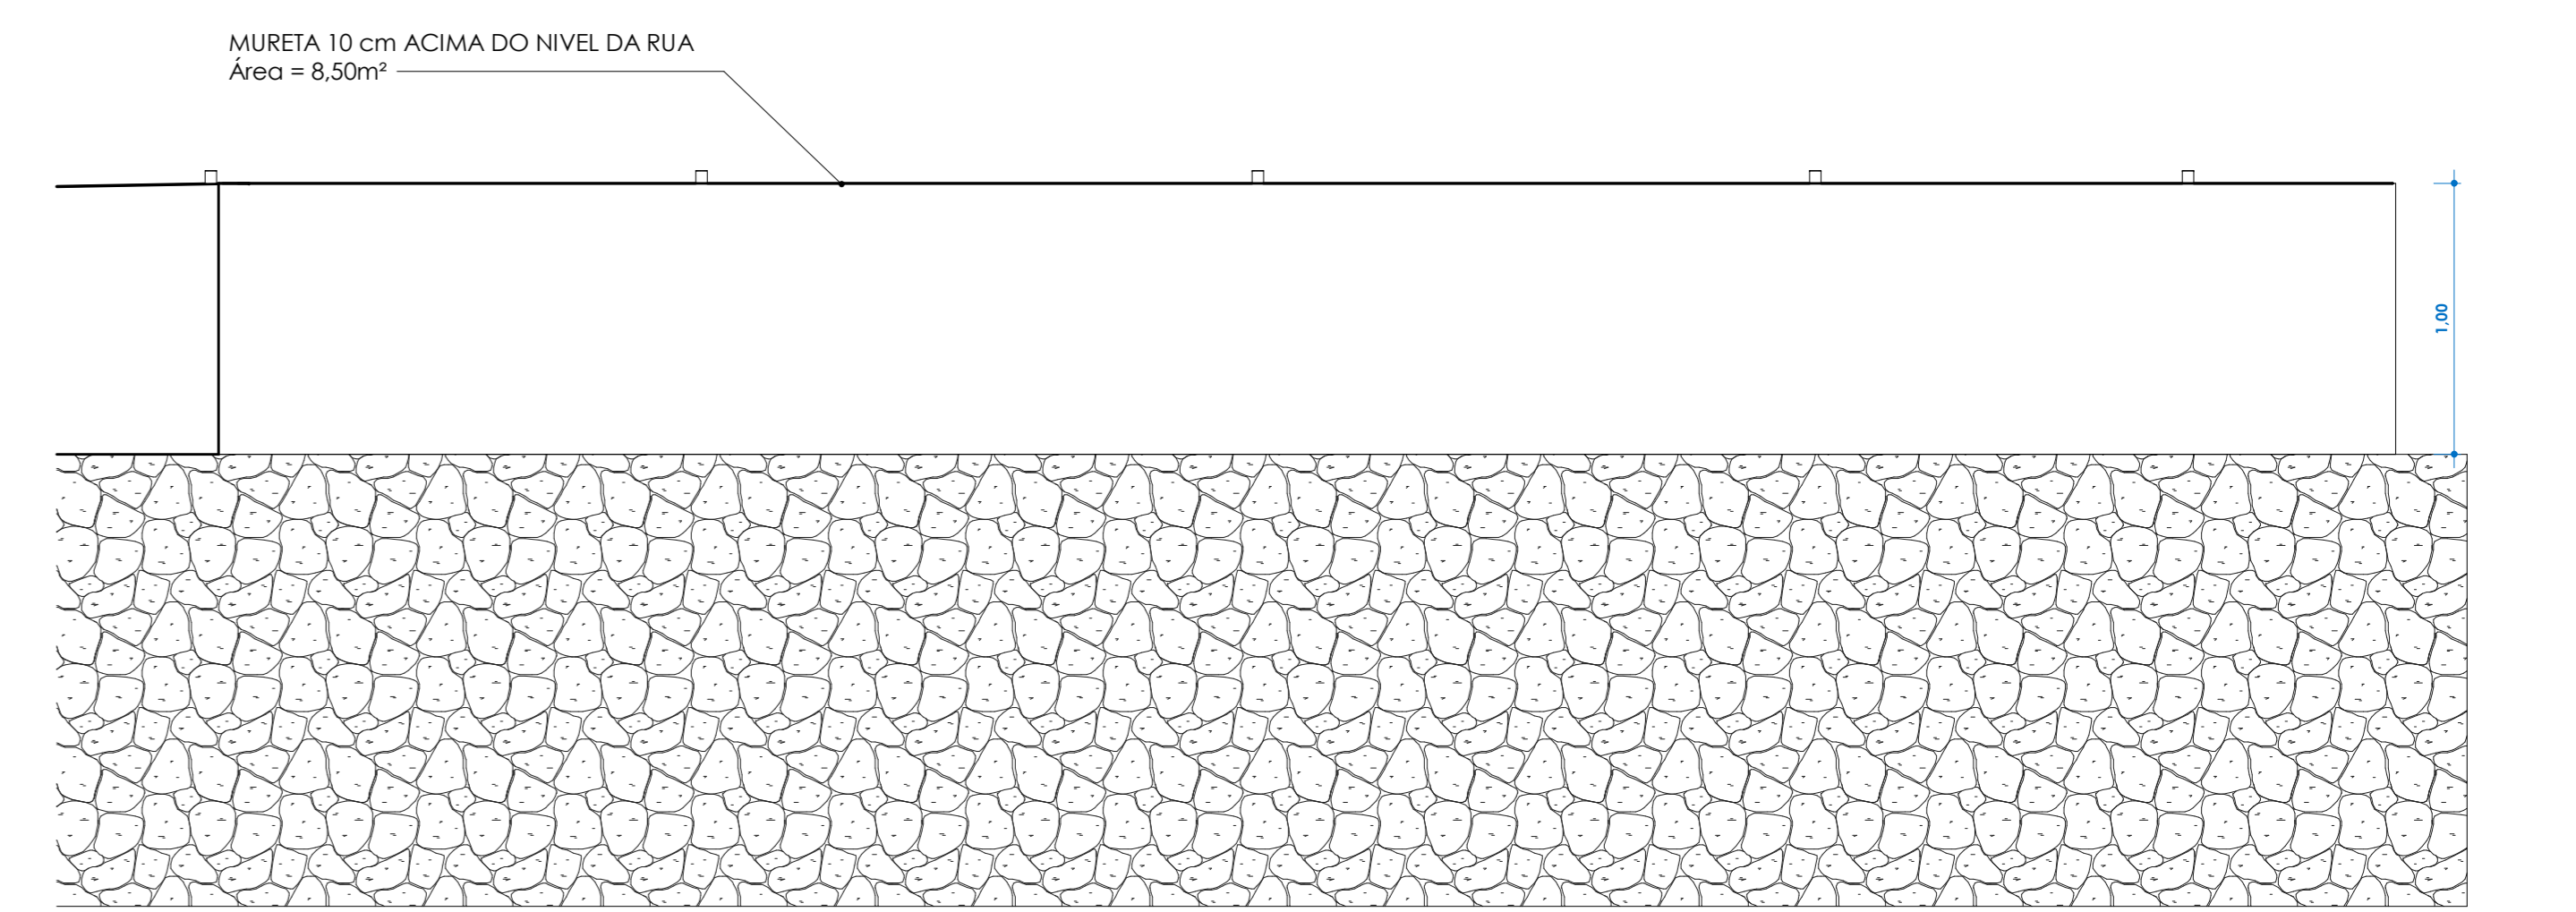 MURETA 10 cm ACIMA DO NIVEL DA RUA
Área = 8,50m²
1,00